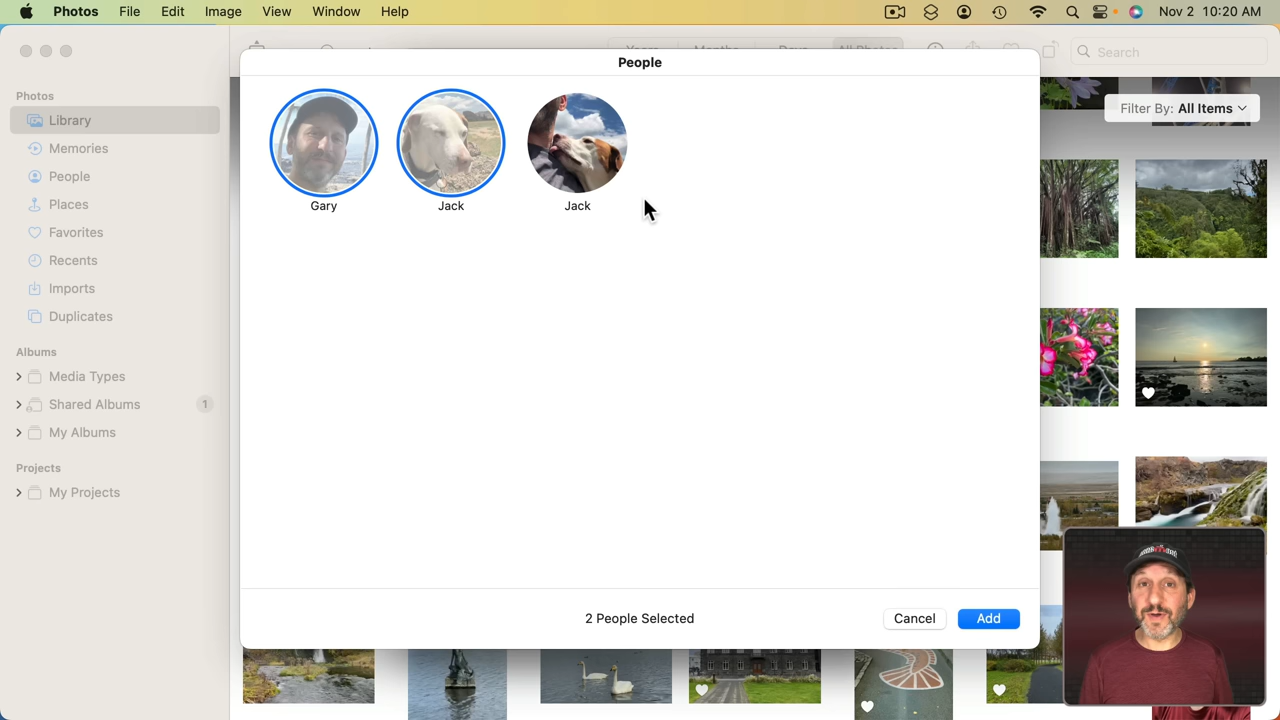 Photos File Edit Image View Window Help Nov 2 10:20 AM
Search
People
Photos
Library
Memories
People
Places
Favorites
Recents
Imports
Duplicates
Albums
Media Types
Shared Albums 1
My Albums
Projects
My Projects
Gary
Jack
Jack
Filter By: All Items
2 People Selected
Cancel
Add